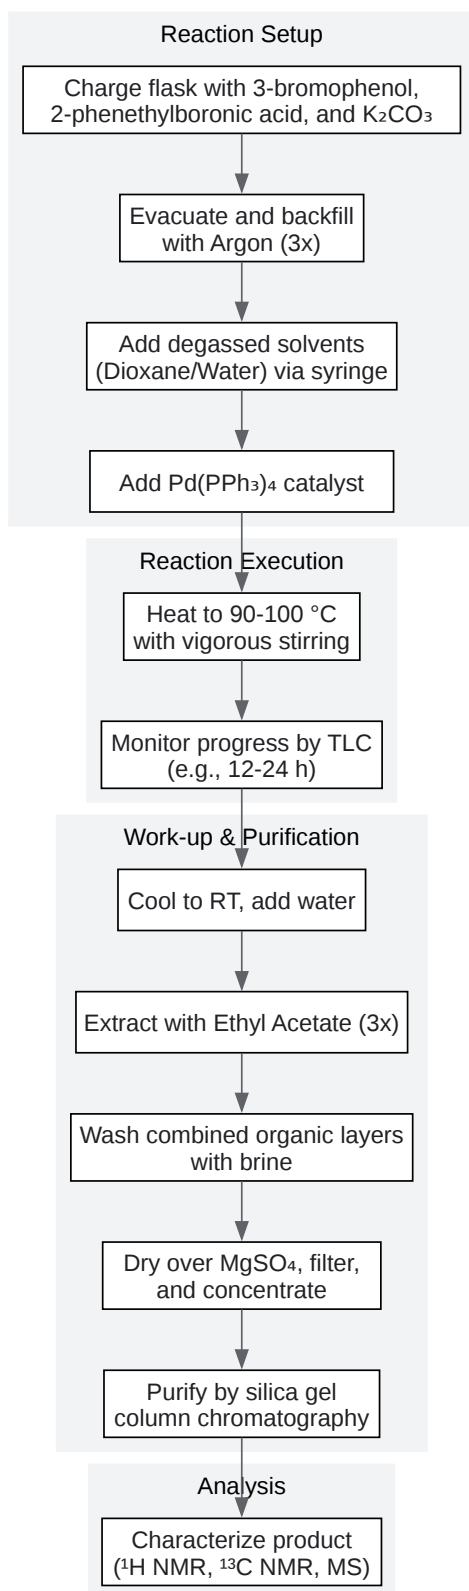 Reaction Setup
Charge flask with 3-bromophenol,
2-phenethylboronic acid, and K₂CO₃
Evacuate and backfill
with Argon (3x)
Add degassed solvents
(Dioxane/Water) via syringe
Add Pd(PPh₃)₄ catalyst
Reaction Execution
Heat to 90-100 °C
with vigorous stirring
Monitor progress by TLC
(e.g., 12-24 h)
Work-up & Purification
Cool to RT, add water
Extract with Ethyl Acetate (3x)
Wash combined organic layers
with brine
Dry over MgSO₄, filter,
and concentrate
Purify by silica gel
column chromatography
Analysis
Characterize product
(¹H NMR, ¹³C NMR, MS)